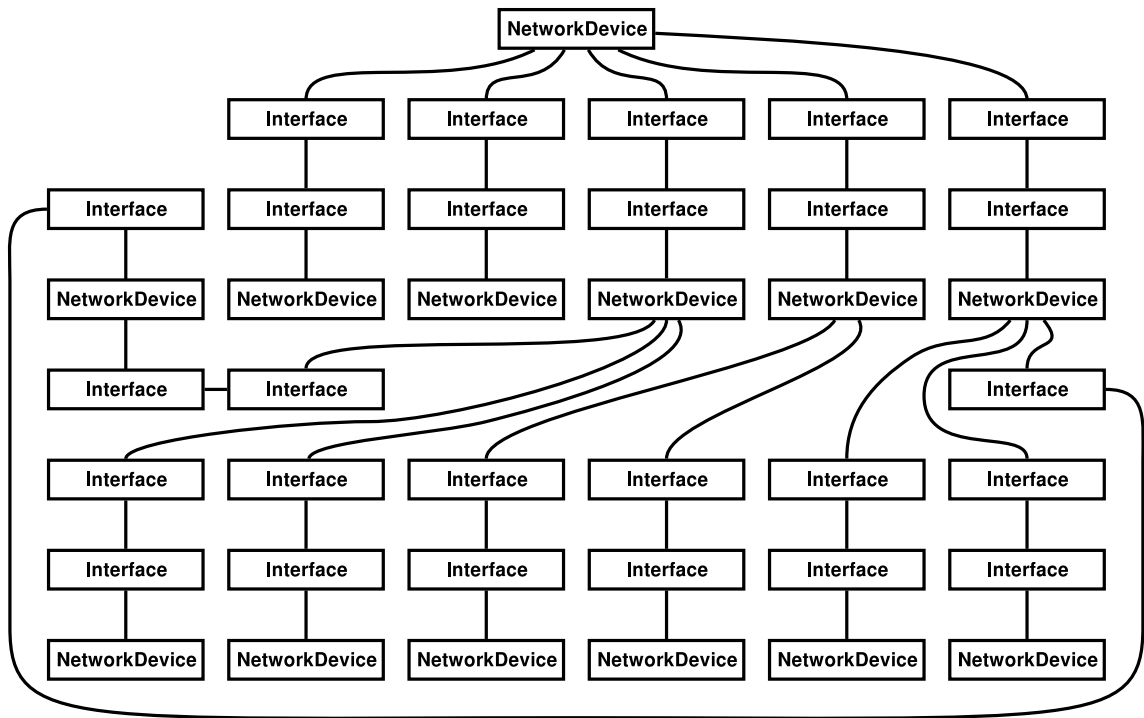 NetworkDevice
Interface Interface Interface Interface Interface
Interface Interface Interface Interface Interface Interface
NetworkDevice NetworkDevice NetworkDevice NetworkDevice NetworkDevice NetworkDevice
Interface Interface Interface
Interface Interface Interface Interface Interface Interface
Interface Interface Interface Interface Interface Interface
NetworkDevice NetworkDevice NetworkDevice NetworkDevice NetworkDevice NetworkDevice